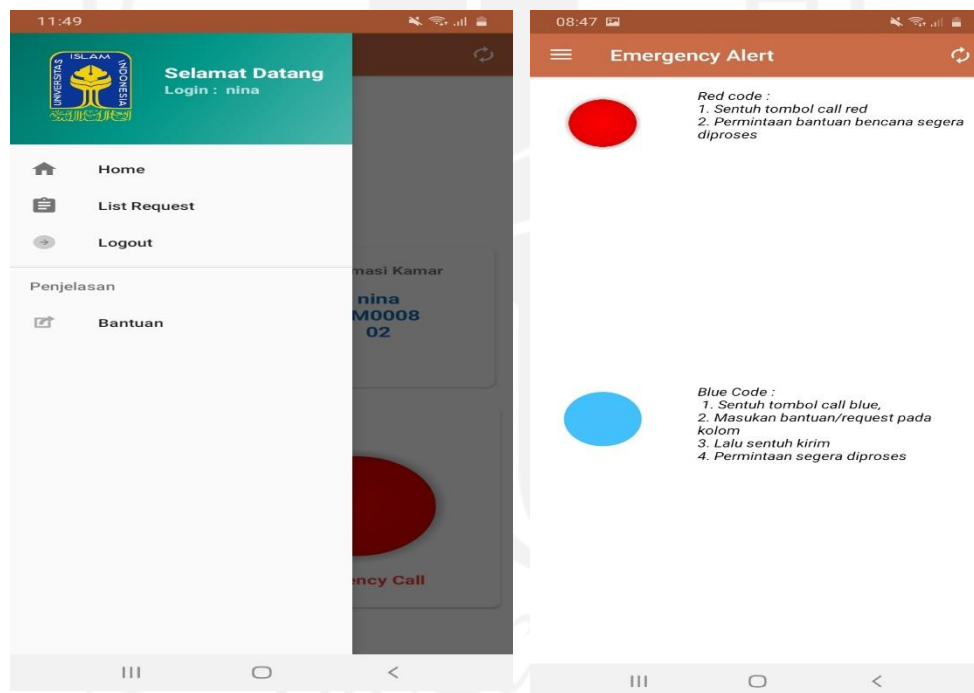 11:49
UNIVERSITAS
ISLAM
INDONESIA
Selamat Datang
Login : nina
Home
List Request
Logout
Penjelasan
Bantuan
masi Kamar
nina
M0008
02
ncy Call
08:47
Emergency Alert
Red code :
1. Sentuh tombol call red
2. Permintaan bantuan bencana segera
diproses
Blue Code :
1. Sentuh tombol call blue,
2. Masukan bantuan/request pada
kolom
3. Lalu sentuh kirim
4. Permintaan segera diproses